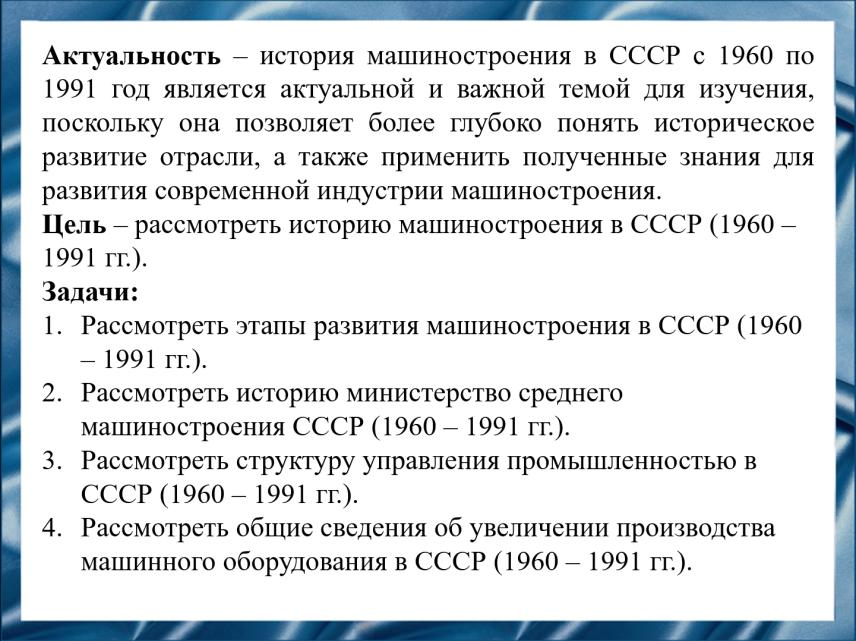 Актуальность – история машиностроения в СССР с 1960 по
1991 год является актуальной и важной темой для изучения,
поскольку она позволяет более глубоко понять историческое
развитие отрасли, а также применить полученные знания для
развития современной индустрии машиностроения.
Цель – рассмотреть историю машиностроения в СССР (1960 –
1991 гг.).
Задачи:
1. Рассмотреть этапы развития машиностроения в СССР (1960
– 1991 гг.).
2. Рассмотреть историю министерство среднего
машиностроения СССР (1960 – 1991 гг.).
3. Рассмотреть структуру управления промышленностью в
СССР (1960 – 1991 гг.).
4. Рассмотреть общие сведения об увеличении производства
машинного оборудования в СССР (1960 – 1991 гг.).